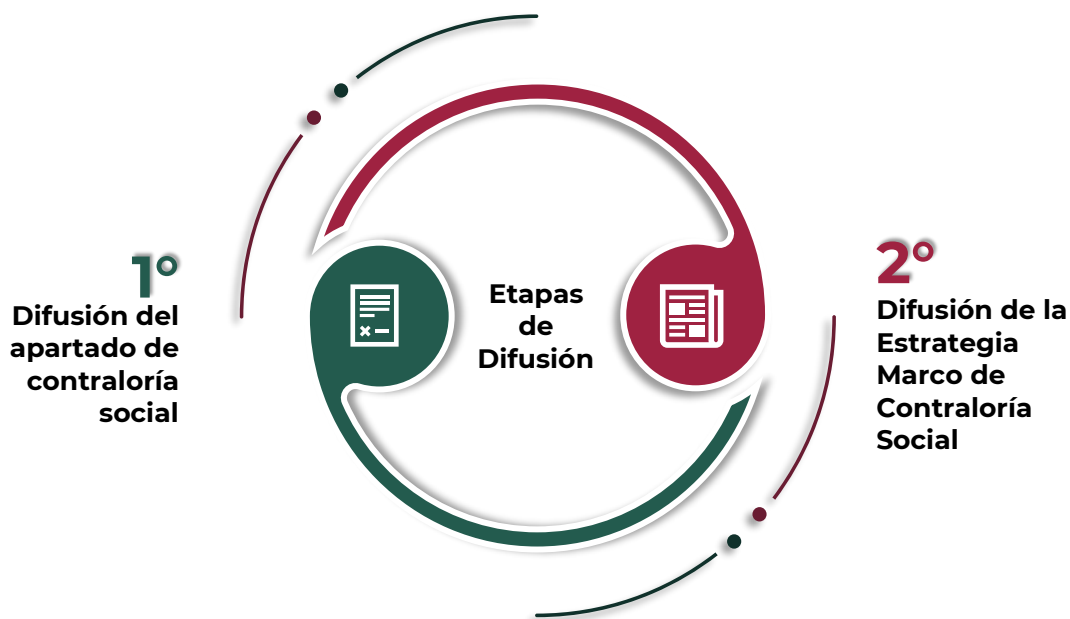 1°
Difusión del
apartado de
contraloría
social
Etapas
de
Difusión
2°
Difusión de la
Estrategia
Marco de
Contraloría
Social